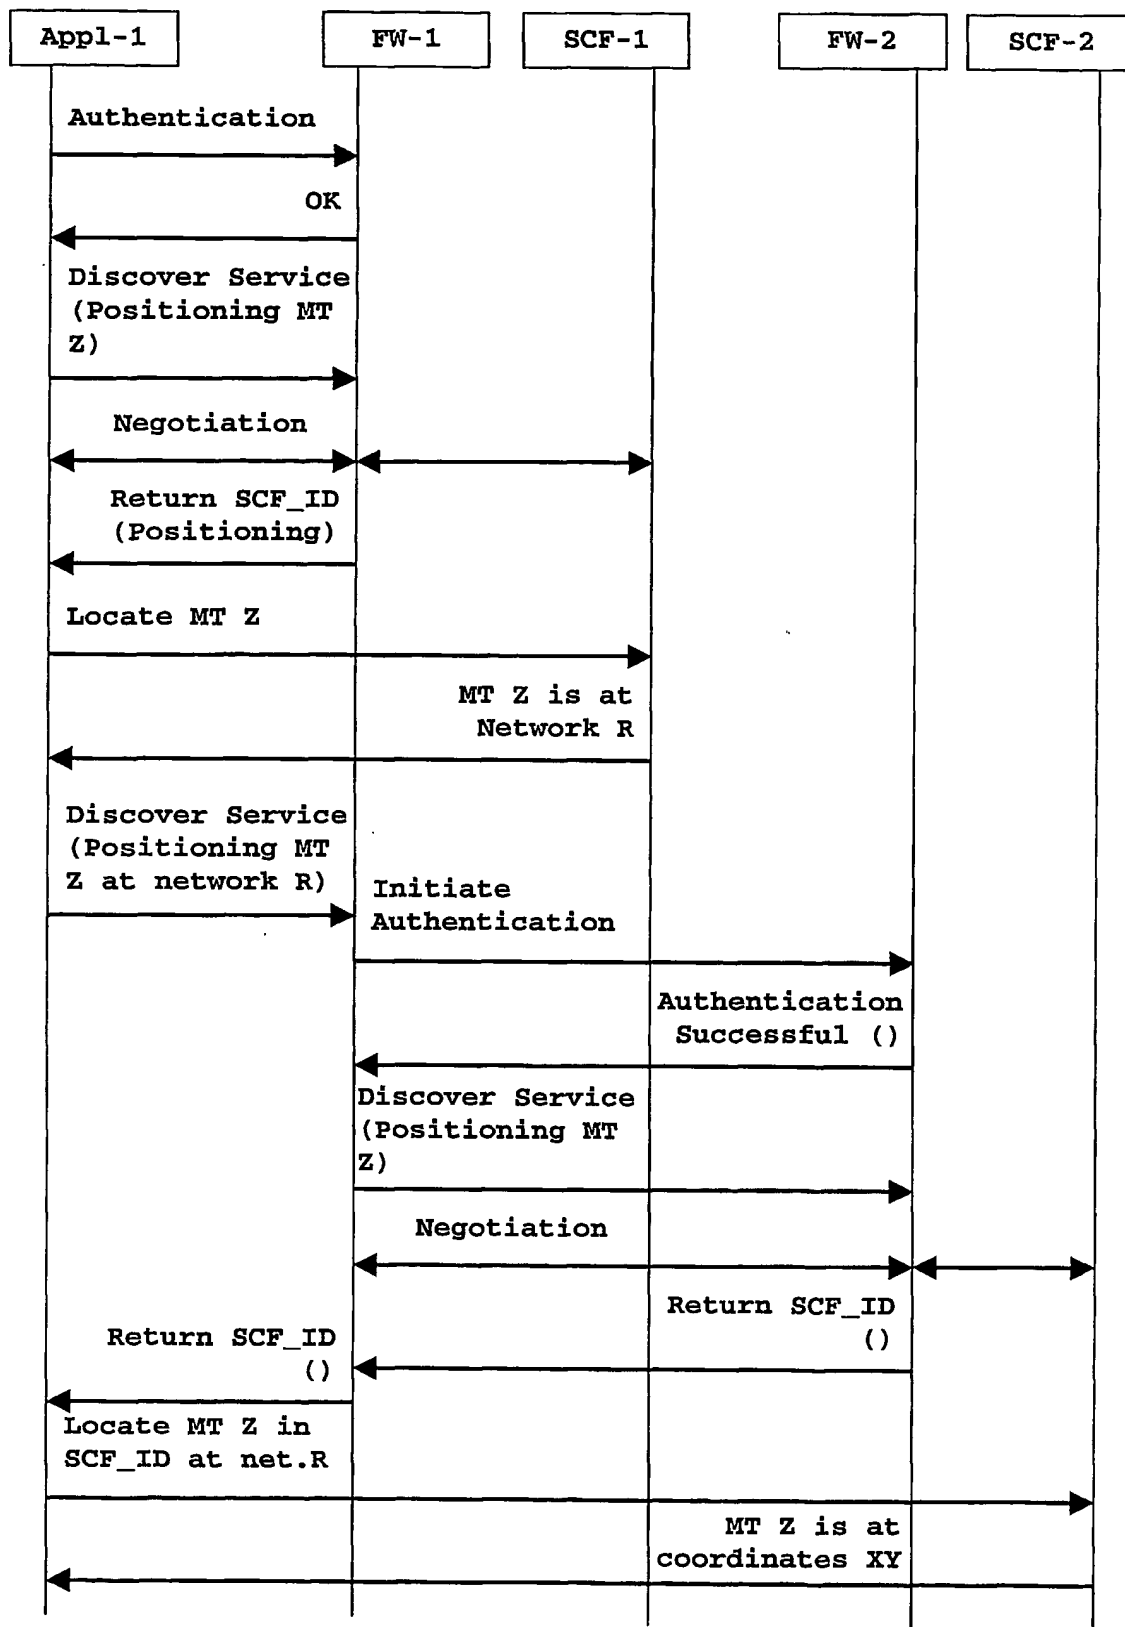 Appl-1
FW-1
SCF-1
FW-2
SCF-2
Authentication
OK
Discover Service
(Positioning MT
Z)
Negotiation
Return SCF_ID
(Positioning)
Locate MT Z
MT Z is at
Network R
Discover Service
(Positioning MT
Z at network R)
Initiate
Authentication
Authentication
Successful ()
Discover Service
(Positioning MT
Z)
Negotiation
Return SCF_ID
()
Return SCF_ID
()
Locate MT Z in
SCF_ID at net.R
MT Z is at
coordinates XY